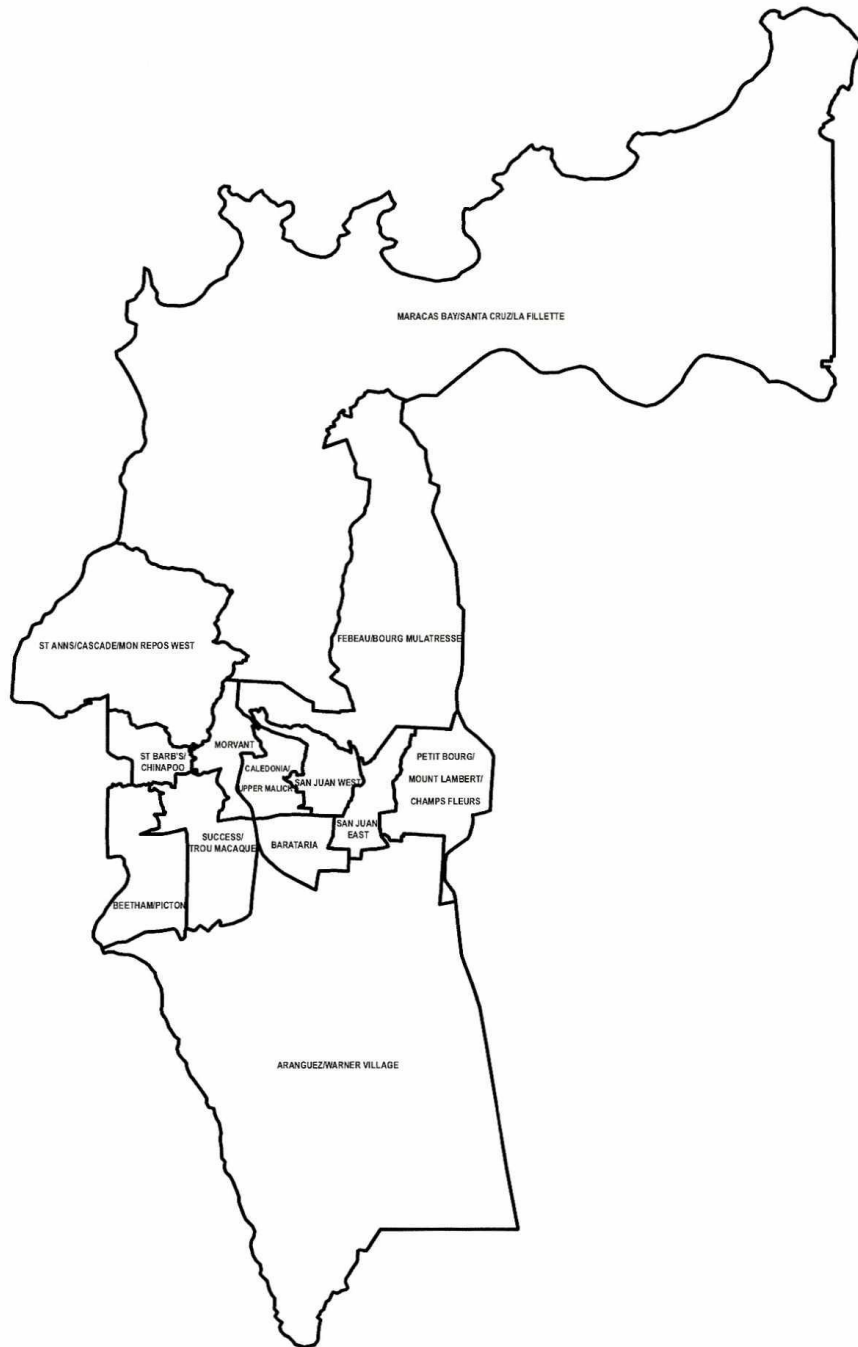 MARACAS BAY/SANTA CRUZ/LA FILLETTE
ST ANNS/CASCADE/MON REPOS WEST
FEBEAU/BOURG MULATRESSE
MORVANT
ST BARB'S/
CHINAPOO
CALEDONIA/
UPPER MALICK
SAN JUAN WEST
PETIT BOURG/
MOUNT LAMBERT/
CHAMPS FLEURS
SAN JUAN
EAST
SUCCESS/
TROU MACAQUE
BARATARIA
BEETHAM/PICTON
ARANGUEZ/WARNER VILLAGE